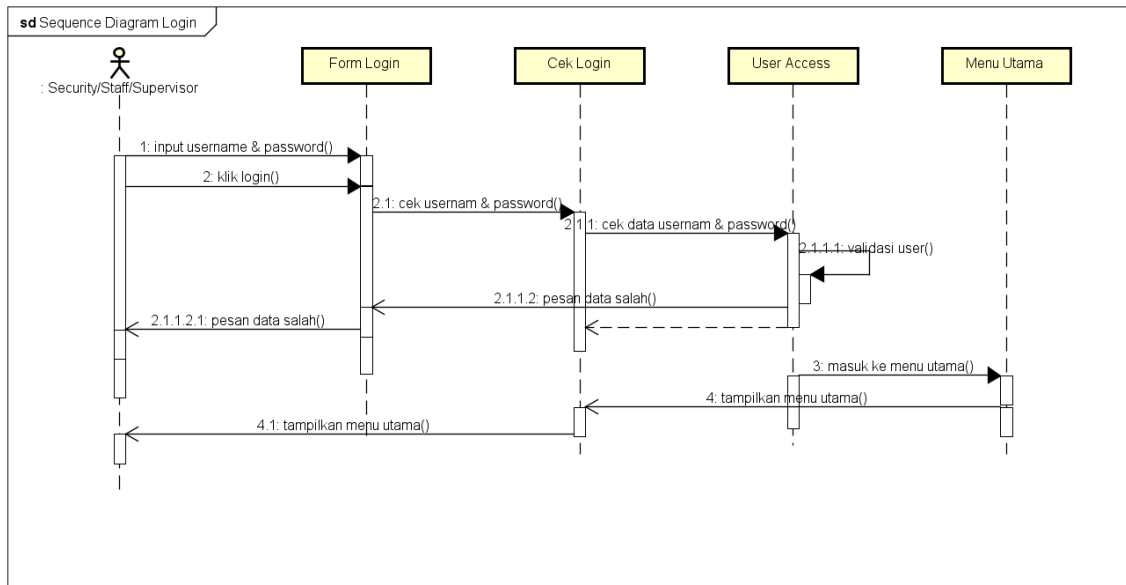 sd Sequence Diagram Login
: Security/Staff/Supervisor
Form Login
Cek Login
User Access
Menu Utama
1: input username & password()
2: klik login()
2.1: cek usernam & password()
2.1.1: cek data usernam & password()
2.1.1.1: validasi user()
2.1.1.2: pesan data salah()
2.1.1.2.1: pesan data salah()
3: masuk ke menu utama()
4: tampilkan menu utama()
4.1: tampilkan menu utama()